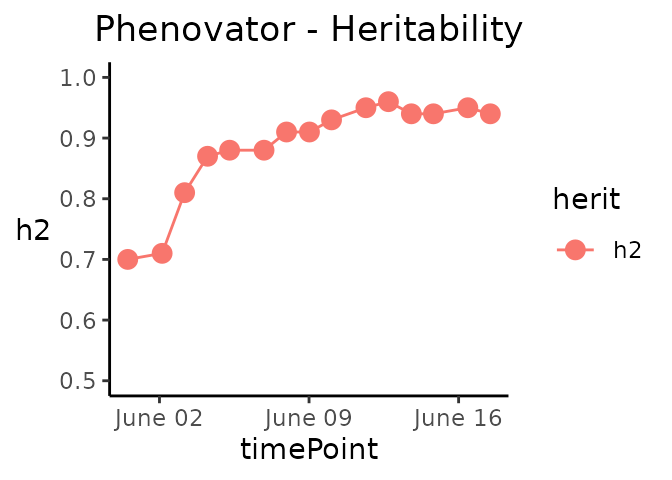 Phenovator - Heritability
1.0
0.9
0.8
0.7
0.6
0.5
h2
June 02
June 09
June 16
timePoint
herit
h2